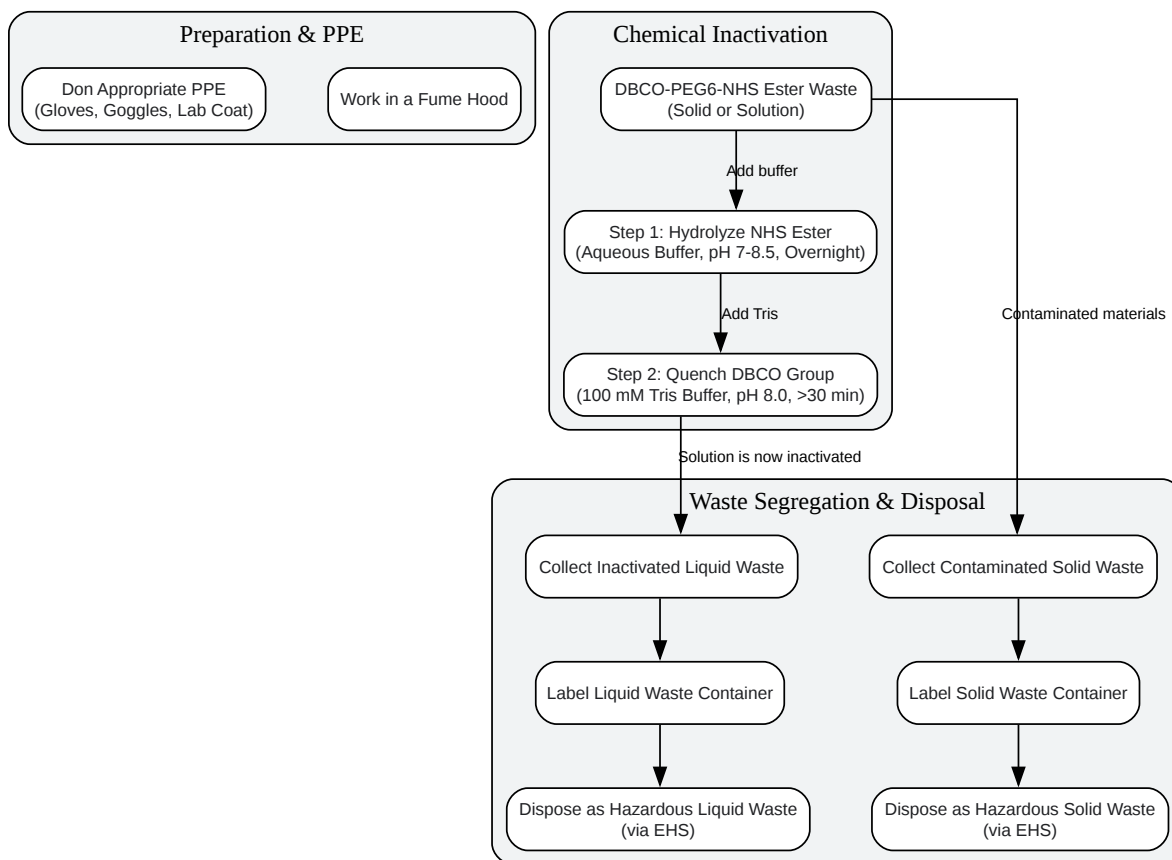 Preparation & PPE
Don Appropriate PPE
(Gloves, Goggles, Lab Coat)
Work in a Fume Hood
Chemical Inactivation
DBCO-PEG6-NHS Ester Waste
(Solid or Solution)
Add buffer
Step 1: Hydrolyze NHS Ester
(Aqueous Buffer, pH 7-8.5, Overnight)
Add Tris
Contaminated materials
Step 2: Quench DBCO Group
(100 mM Tris Buffer, pH 8.0, >30 min)
Solution is now inactivated
Waste Segregation & Disposal
Collect Inactivated Liquid Waste
Collect Contaminated Solid Waste
Label Liquid Waste Container
Label Solid Waste Container
Dispose as Hazardous Liquid Waste
(via EHS)
Dispose as Hazardous Solid Waste
(via EHS)